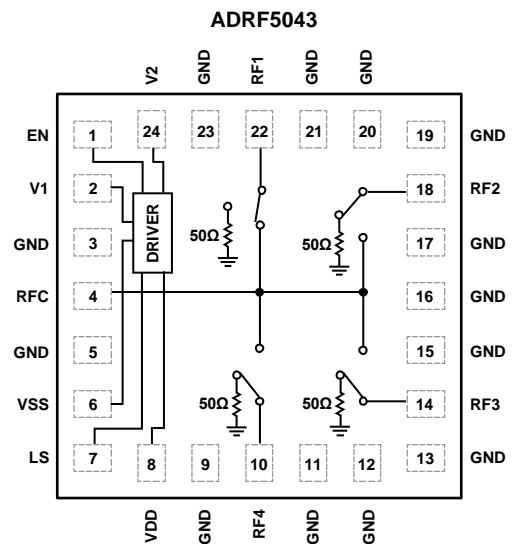 ADRF5043
V2
GND
RF1
GND
GND
24
23
22
21
20
EN
1
19
GND
V1
2
18
RF2
DRIVER
50Ω
50Ω
GND
3
17
GND
RFC
4
16
GND
GND
5
15
GND
VSS
6
50Ω
50Ω
14
RF3
LS
7
8
9
10
11
12
13
GND
VDD
GND
RF4
GND
GND